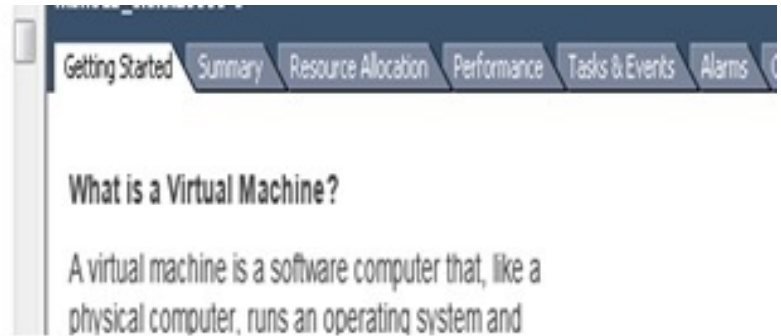 Getting Started Summary Resource Allocation Performance Tasks & Events Alarms
What is a Virtual Machine?
A virtual machine is a software computer that, like a
physical computer, runs an operating system and